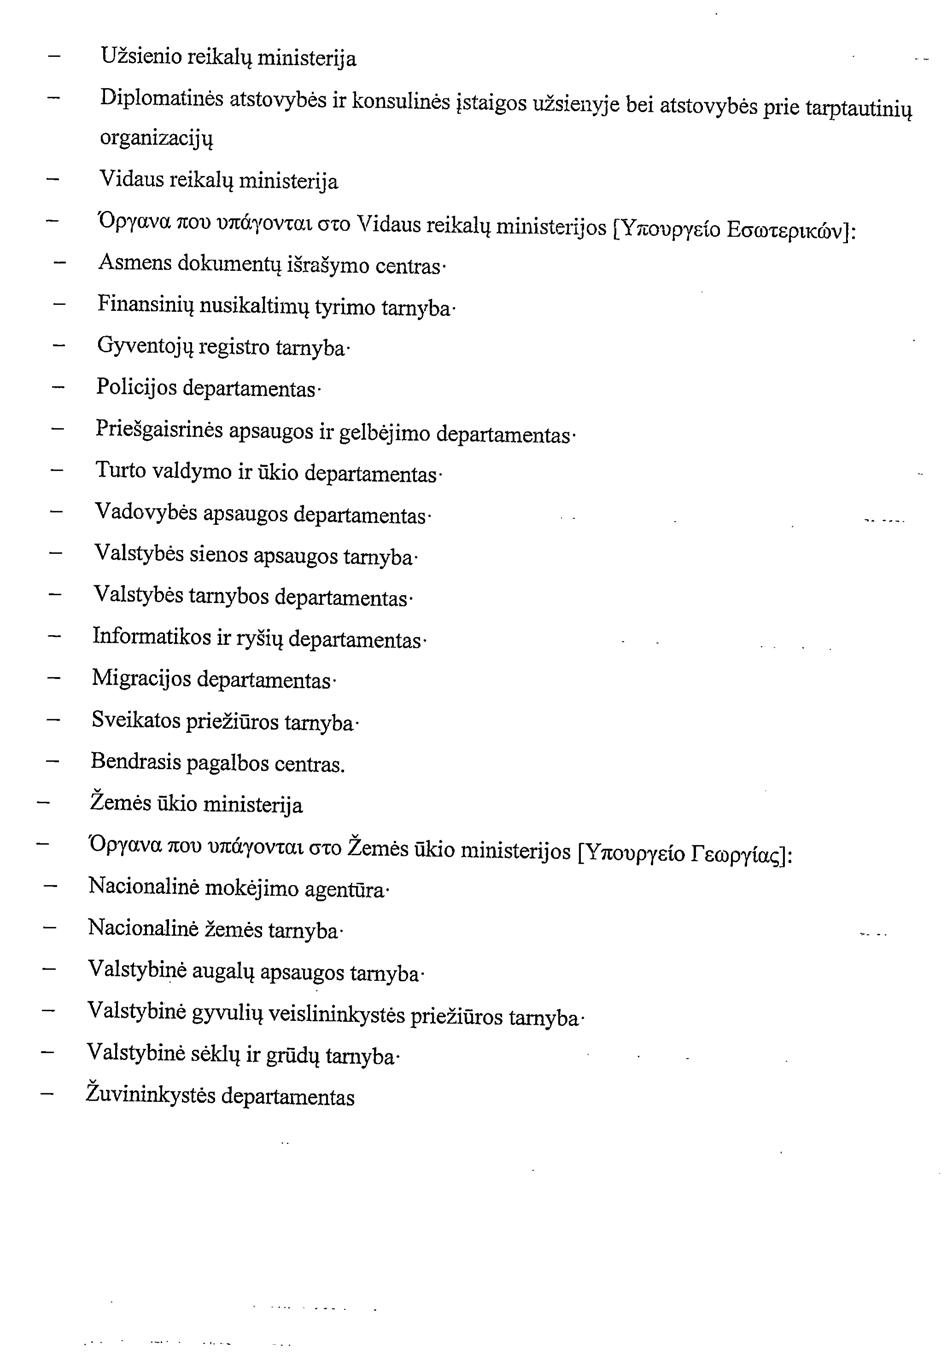 – Užsienio reikalų ministerija
– Diplomatinės atstovybės ir konsulinės įstaigos užsienyje bei atstovybės prie tarptautinių
organizacijų
– Vidaus reikalų ministerija
– Όργανα που υπάγονται στο Vidaus reikalų ministerijos [Υπουργείο Εσωτερικών]:
– Asmens dokumentų išrašymo centras·
– Finansinių nusikaltimų tyrimo tarnyba·
– Gyventojų registro tarnyba·
– Policijos departamentas·
– Priešgaisrinės apsaugos ir gelbėjimo departamentas·
– Turto valdymo ir ūkio departamentas·
– Vadovybės apsaugos departamentas·
– Valstybės sienos apsaugos tarnyba·
– Valstybės tarnybos departamentas·
– Informatikos ir ryšių departamentas·
– Migracijos departamentas·
– Sveikatos priežiūros tarnyba·
– Bendrasis pagalbos centras.
– Žemės ūkio ministerija
– Όργανα που υπάγονται στο Žemės ūkio ministerijos [Υπουργείο Γεωργίας]:
– Nacionalinė mokėjimo agentūra·
– Nacionalinė žemės tarnyba·
– Valstybinė augalų apsaugos tarnyba·
– Valstybinė gyvulių veislininkystės priežiūros tarnyba·
– Valstybinė sėklų ir grūdų tarnyba·
– Žuvininkystės departamentas